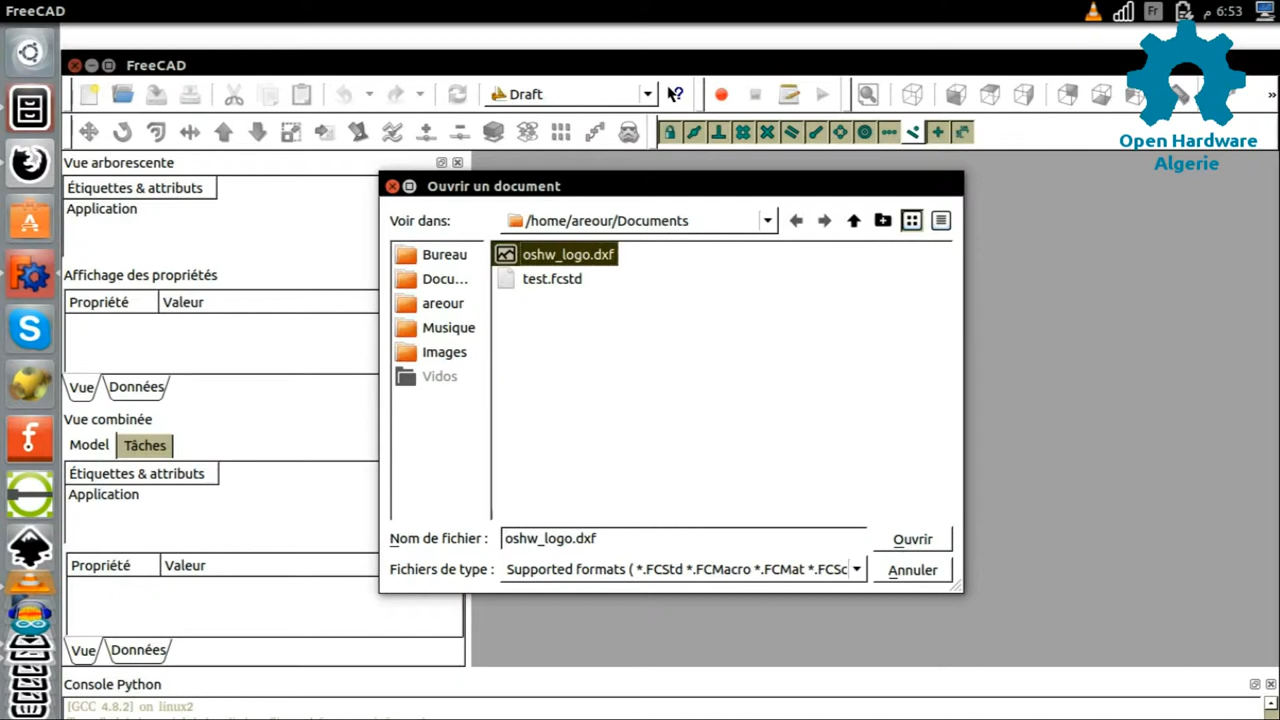 FreeCAD
Fr
6:53 م
FreeCAD
Draft
»
Open Hardware
Algerie
Vue arborescente
Étiquettes & attributs
Application
Affichage des propriétés
Propriété
Valeur
Vue
Données
Vue combinée
Model
Tâches
Étiquettes & attributs
Application
Propriété
Valeur
Vue
Données
Console Python
[GCC 4.8.2] on linux2
Ouvrir un document
Voir dans:
/home/areour/Documents
Bureau
Docu...
areour
Musique
Images
Vidos
oshw_logo.dxf
test.fcstd
Nom de fichier :
oshw_logo.dxf
Ouvrir
Fichiers de type :
Supported formats ( *.FCStd *.FCMacro *.FCMat *.FCSc
Annuler